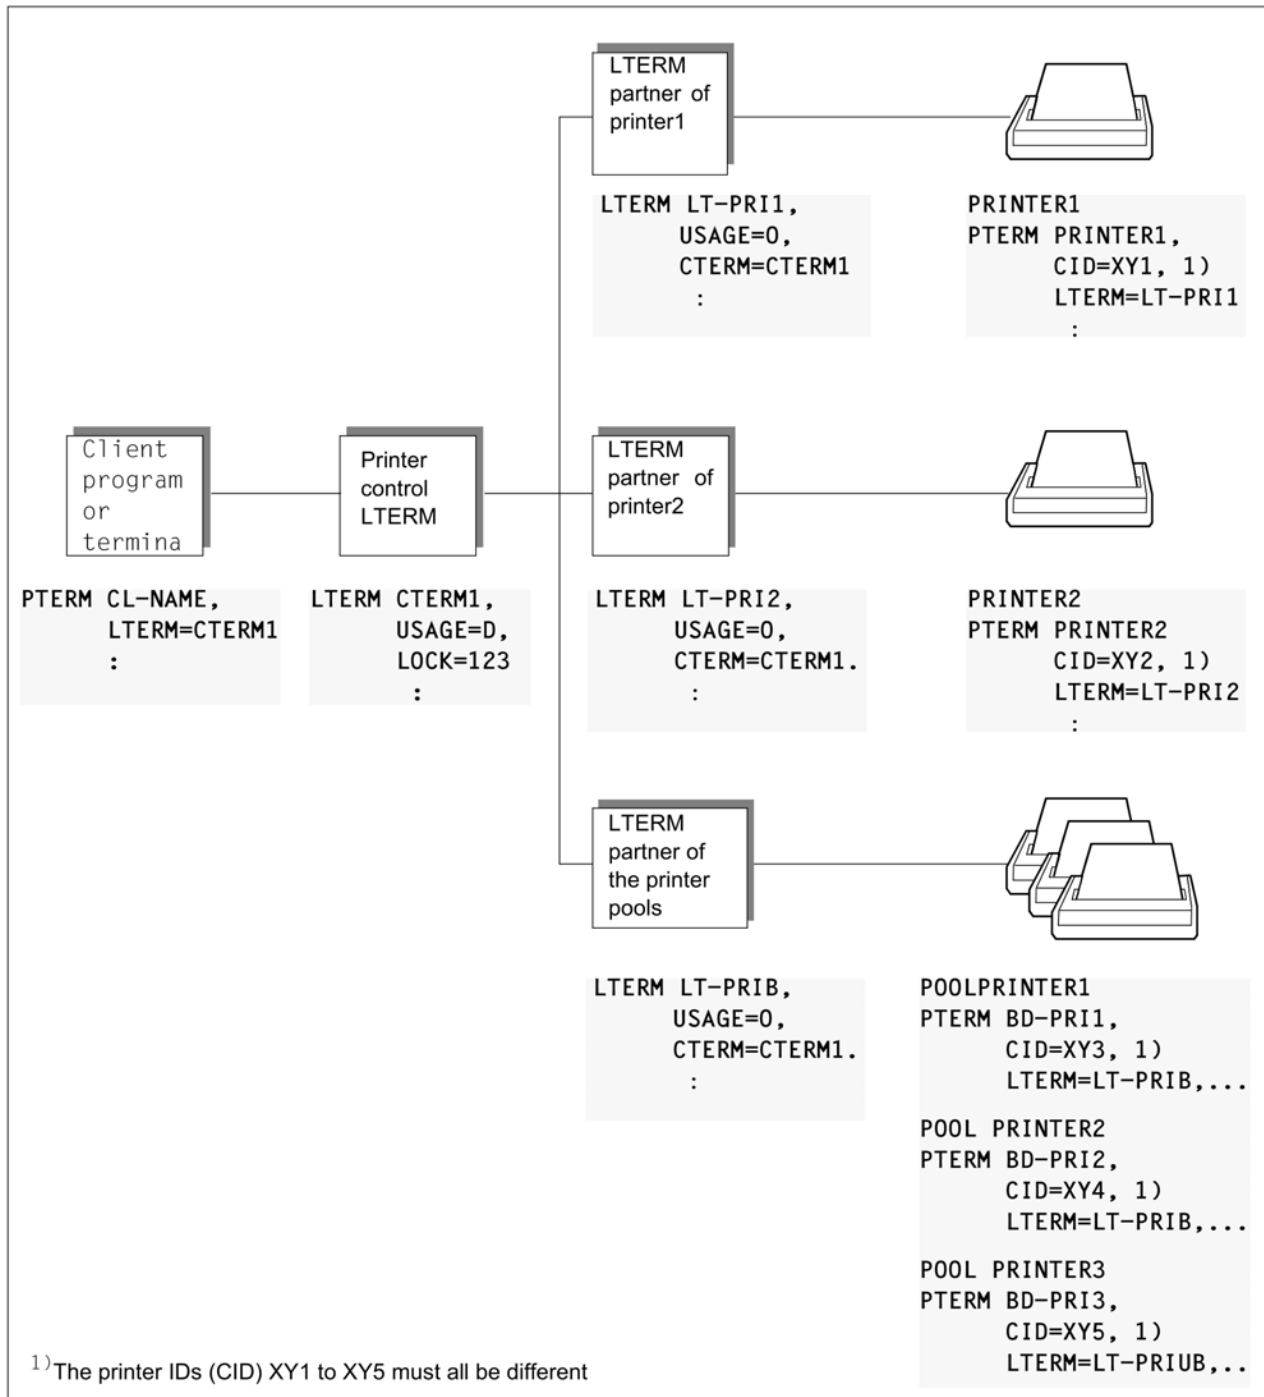 LTERM
partner of
printer1
LTERM LT-PRI1,
USAGE=O,
CTERM=CTERM1
:
PRINTER1
PTERM PRINTER1,
CID=XY1, 1)
LTERM=LT-PRI1
:
Client
program
or
termina
PTERM CL-NAME,
LTERM=CTERM1
:
Printer
control
LTERM
LTERM CTERM1,
USAGE=D,
LOCK=123
:
LTERM
partner of
printer2
LTERM LT-PRI2,
USAGE=O,
CTERM=CTERM1.
:
PRINTER2
PTERM PRINTER2
CID=XY2, 1)
LTERM=LT-PRI2
:
LTERM
partner of
the printer
pools
LTERM LT-PRIB,
USAGE=O,
CTERM=CTERM1.
:
POOLPRINTER1
PTERM BD-PRI1,
CID=XY3, 1)
LTERM=LT-PRIB,...
POOL PRINTER2
PTERM BD-PRI2,
CID=XY4, 1)
LTERM=LT-PRIB,...
POOL PRINTER3
PTERM BD-PRI3,
CID=XY5, 1)
LTERM=LT-PRIUB,..
1) The printer IDs (CID) XY1 to XY5 must all be different